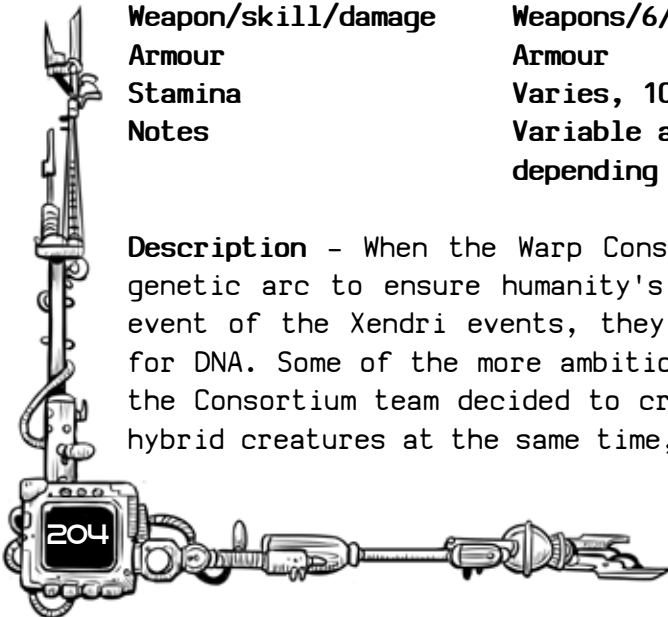 Weapon/skill/damage Weapons/6/
Armour Armour
Stamina Varies, 10
Notes Variable a
depending
Description – When the Warp Cons
genetic arc to ensure humanity's
event of the Xendri events, they
for DNA. Some of the more ambitio
the Consortium team decided to cr
hybrid creatures at the same time,
204